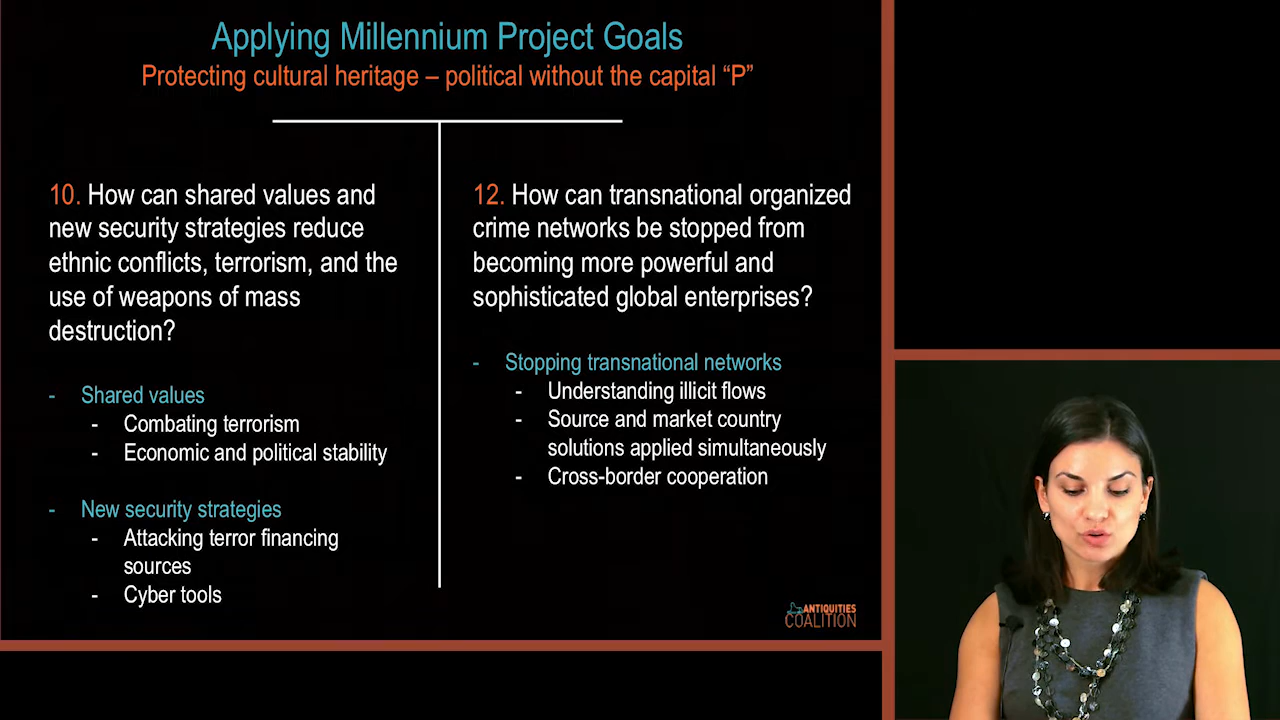 Applying Millennium Project Goals
Protecting cultural heritage – political without the capital “P”
10. How can shared values and
new security strategies reduce
ethnic conflicts, terrorism, and the
use of weapons of mass
destruction?
- Shared values
- Combating terrorism
- Economic and political stability
- New security strategies
- Attacking terror financing
sources
- Cyber tools
12. How can transnational organized
crime networks be stopped from
becoming more powerful and
sophisticated global enterprises?
- Stopping transnational networks
- Understanding illicit flows
- Source and market country
solutions applied simultaneously
- Cross-border cooperation
ANTIQUITIES
COALITION